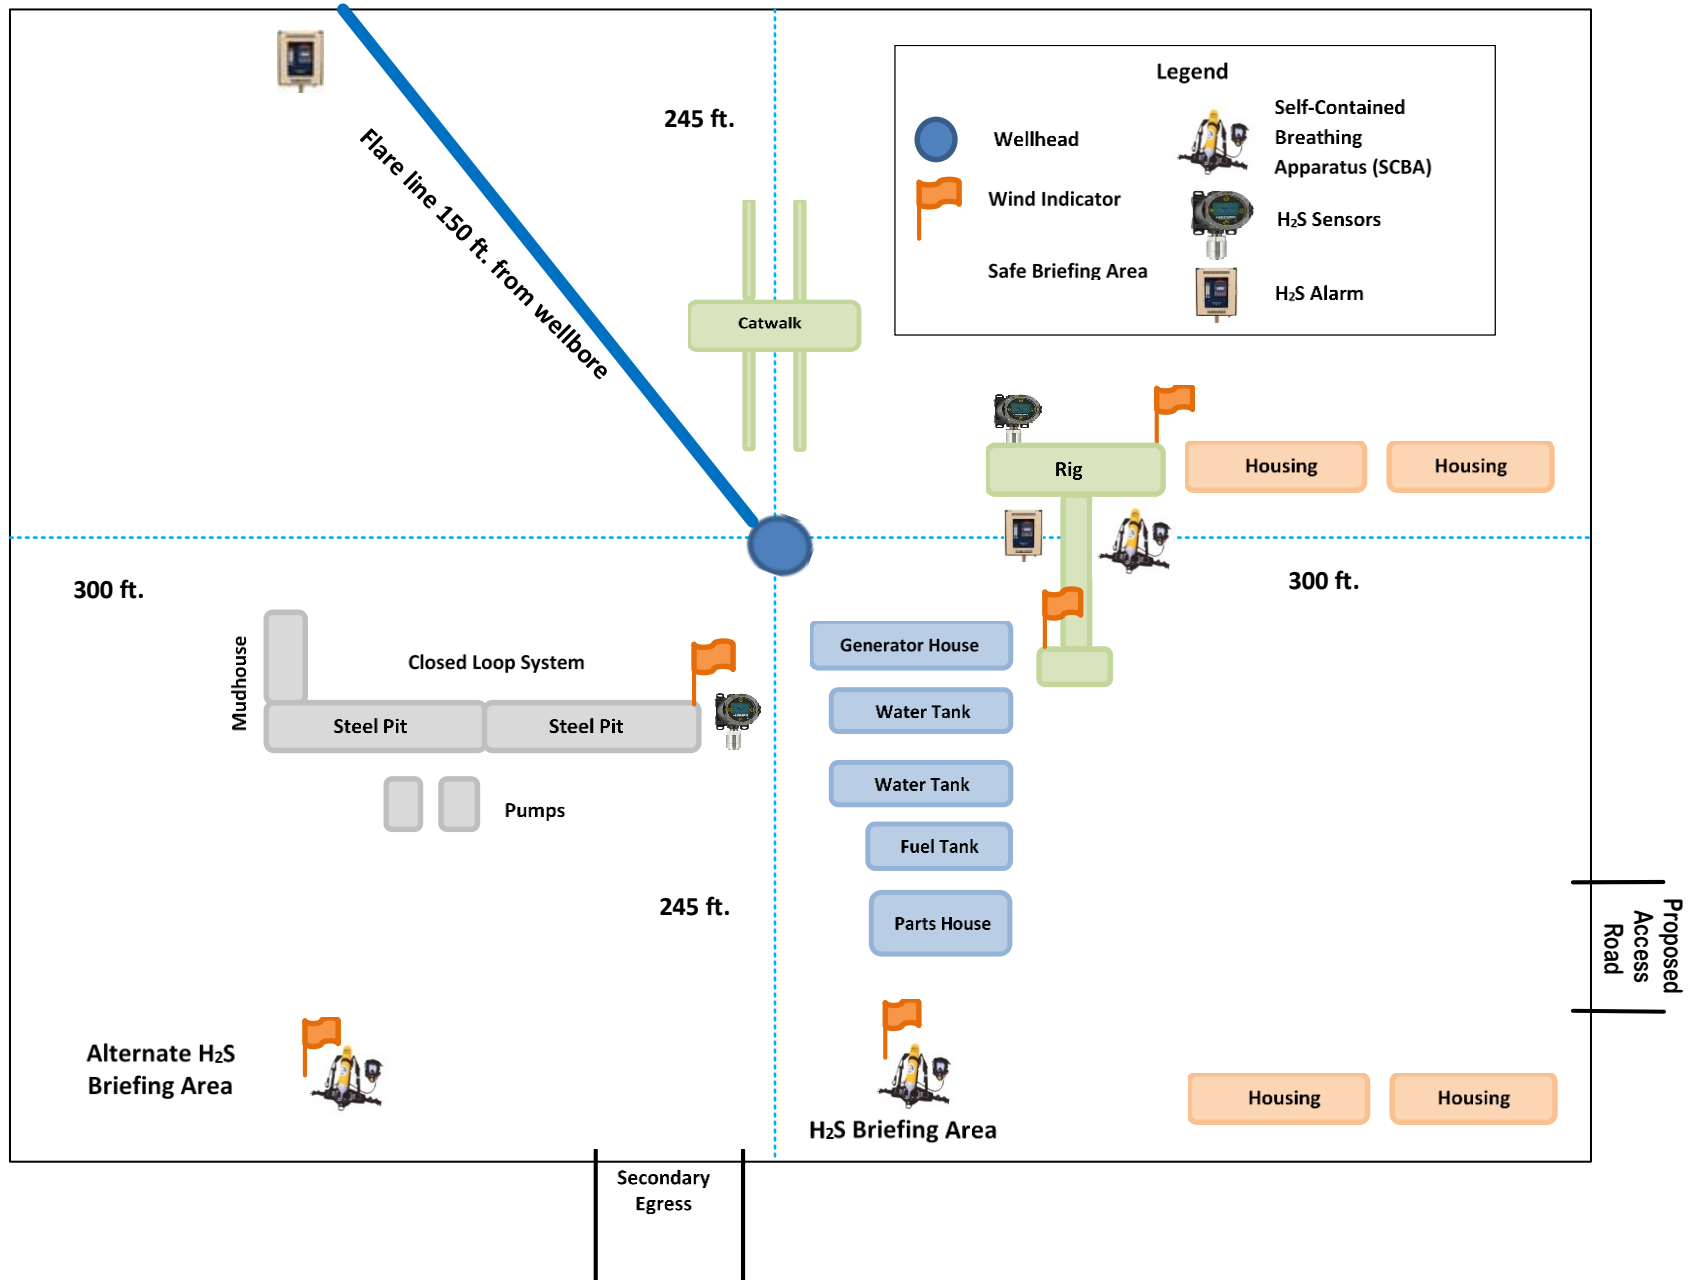 245 ft.
Flare line 150 ft. from wellbore
Legend
Wellhead
Wind Indicator
Safe Briefing Area
Self-Contained
Breathing
Apparatus (SCBA)
H2S Sensors
H2S Alarm
Catwalk
Rig
Housing
Housing
300 ft.
300 ft.
Mudhouse
Closed Loop System
Steel Pit
Steel Pit
Pumps
Generator House
Water Tank
Water Tank
Fuel Tank
Parts House
245 ft.
Proposed
Access
Road
Alternate H2S
Briefing Area
H2S Briefing Area
Housing
Housing
Secondary
Egress